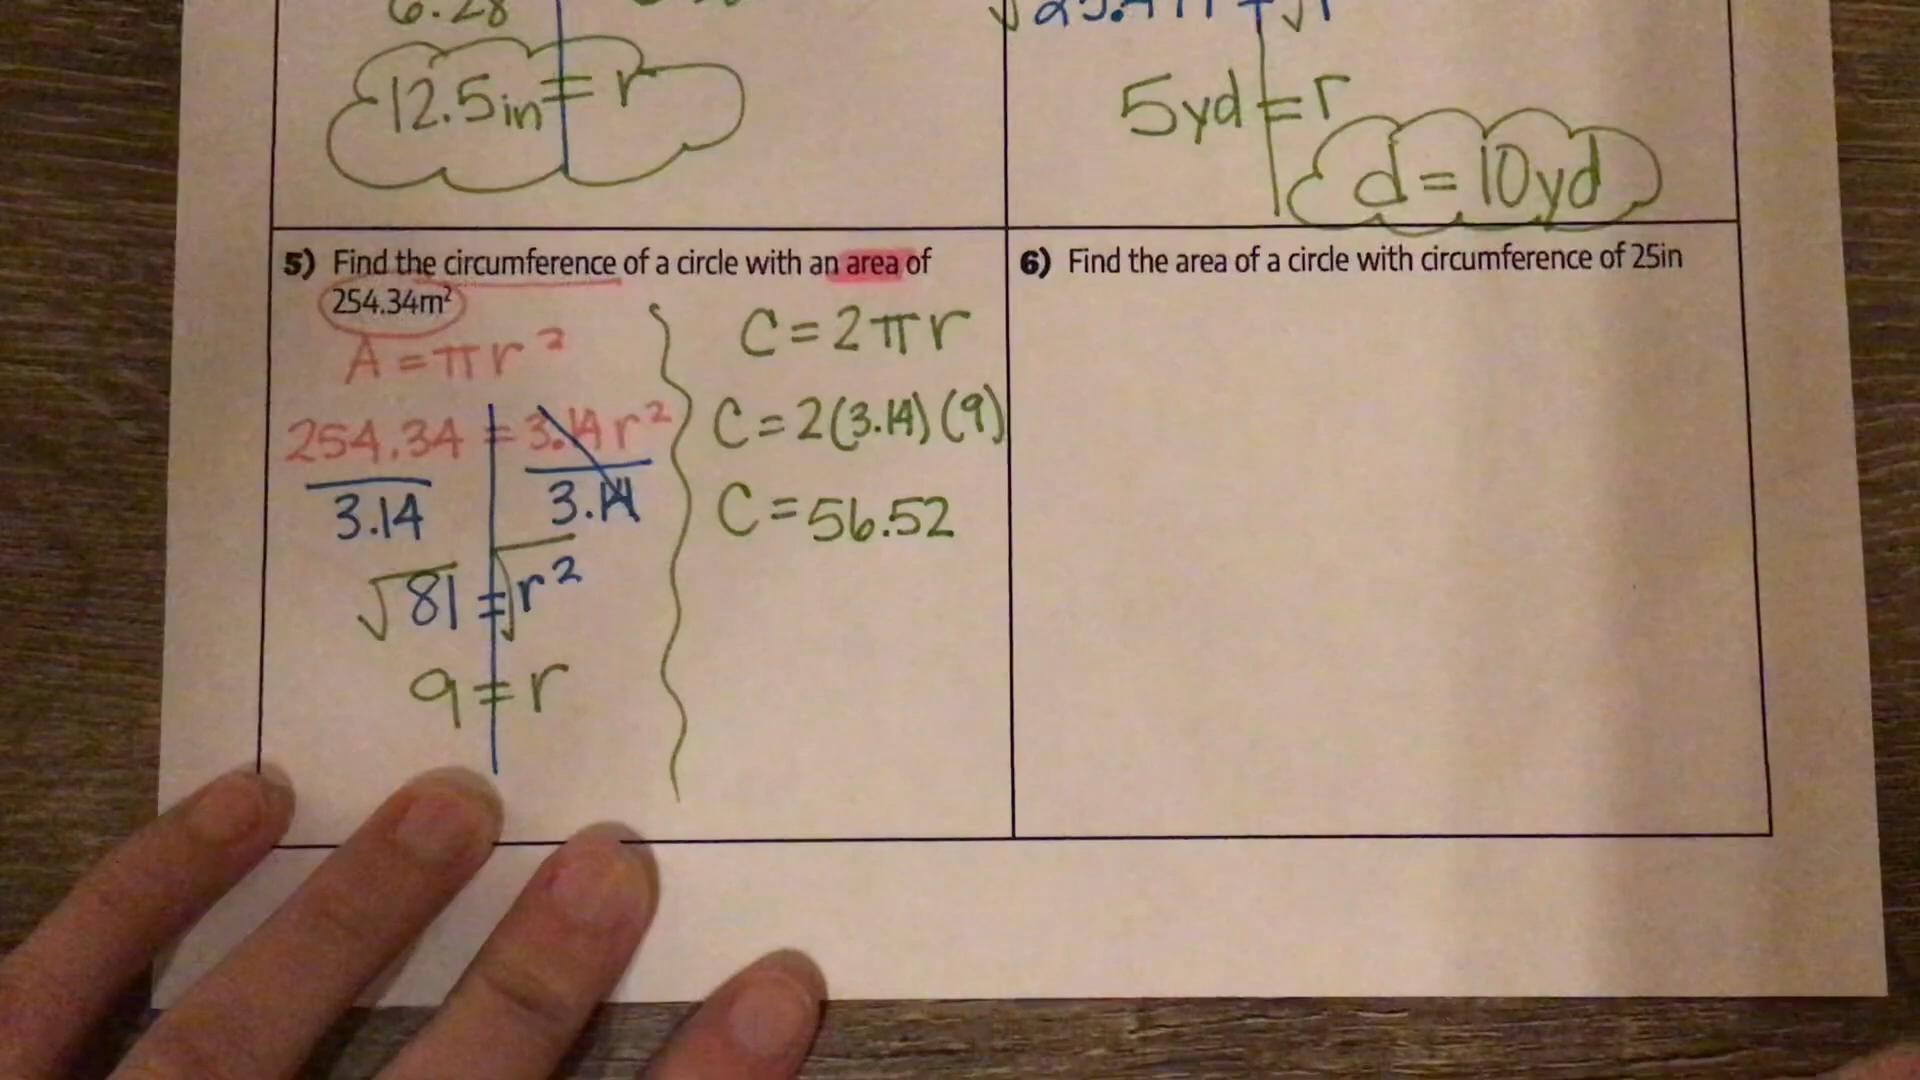 6.28
12.5in = r
5yd = r
d = 10yd
5) Find the circumference of a circle with an area of
254.34m²
A = πr²
254.34 = 3.14r²
3.14 3.14
√81 = √r²
9 = r
C = 2πr
C = 2(3.14)(9)
C = 56.52
6) Find the area of a circle with circumference of 25in